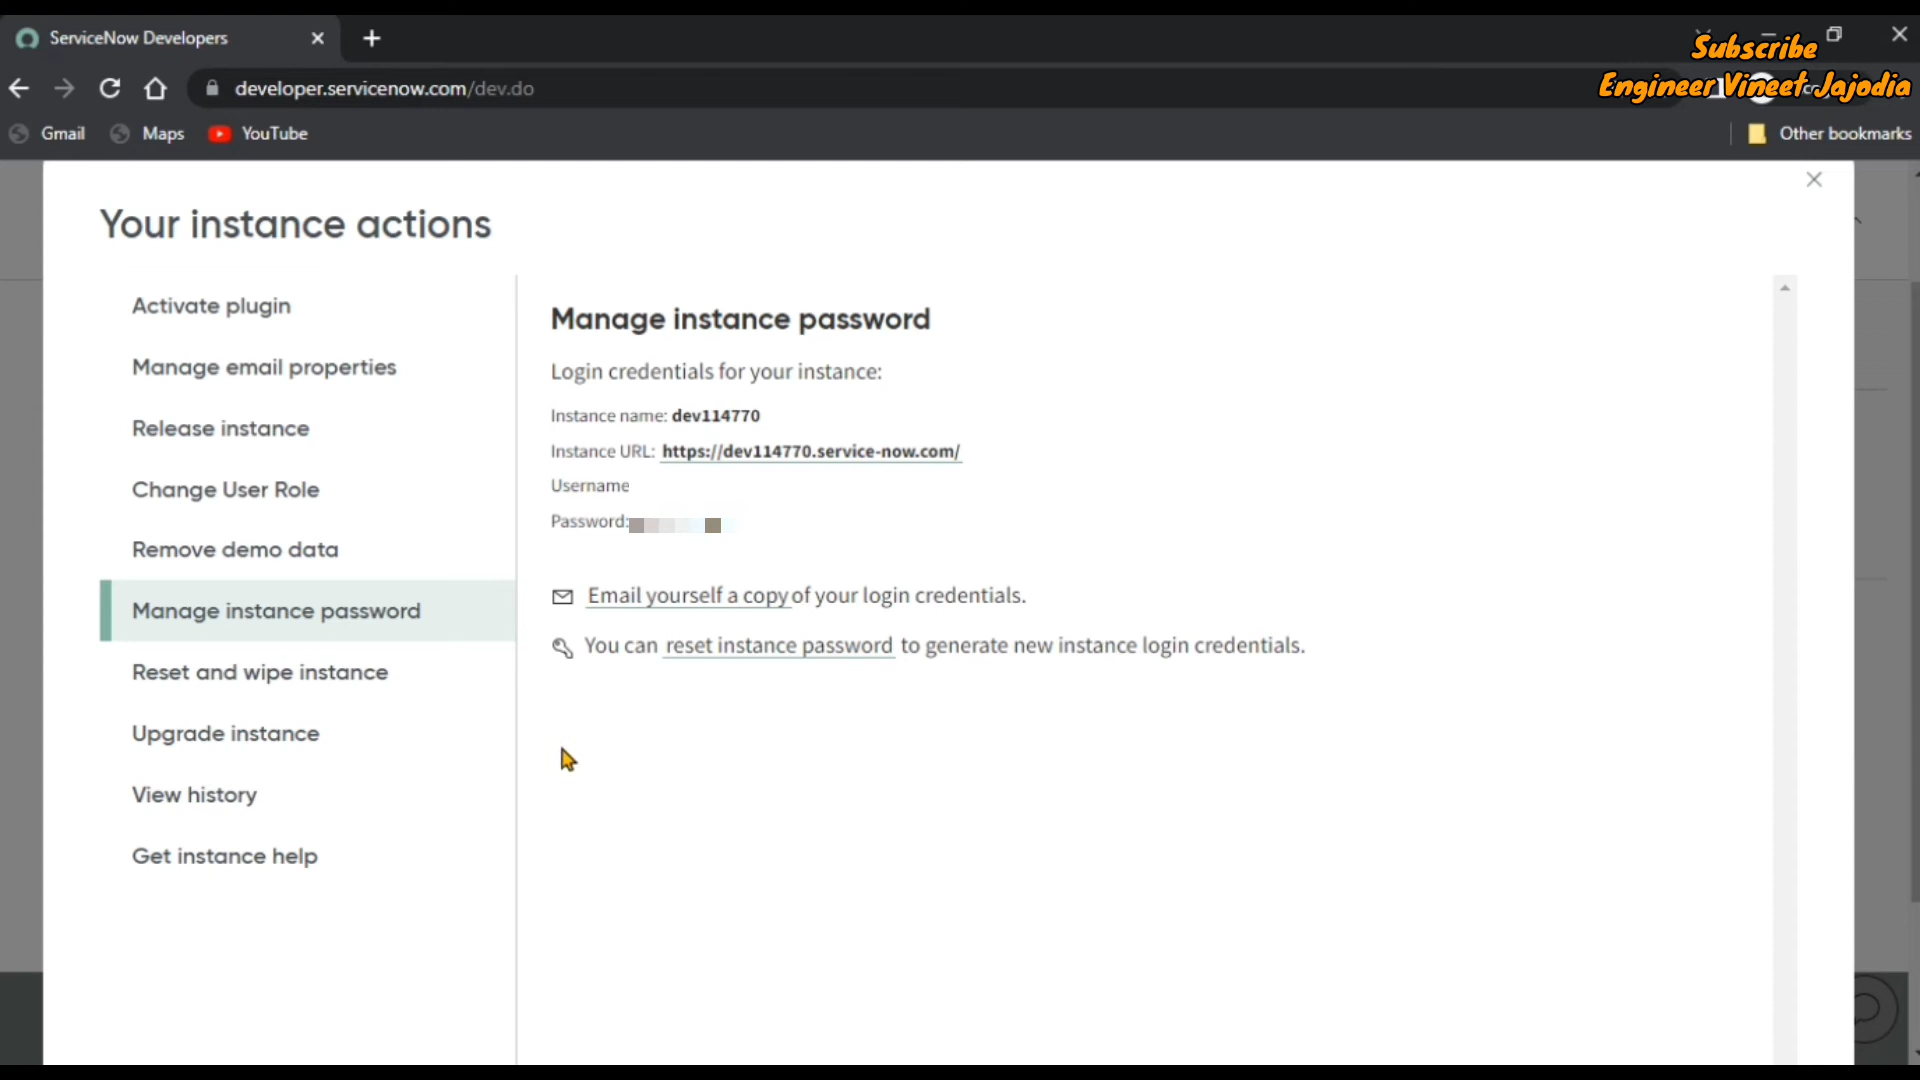 ServiceNow Developers
Subscribe
developer.servicenow.com/dev.do
Engineer Vineet Jajodia
Gmail
Maps
YouTube
Other bookmarks
Your instance actions
Activate plugin
Manage email properties
Release instance
Change User Role
Remove demo data
Manage instance password
Reset and wipe instance
Upgrade instance
View history
Get instance help
Manage instance password
Login credentials for your instance:
Instance name: dev114770
Instance URL: https://dev114770.service-now.com/
Username
Password:
Email yourself a copy of your login credentials.
You can reset instance password to generate new instance login credentials.